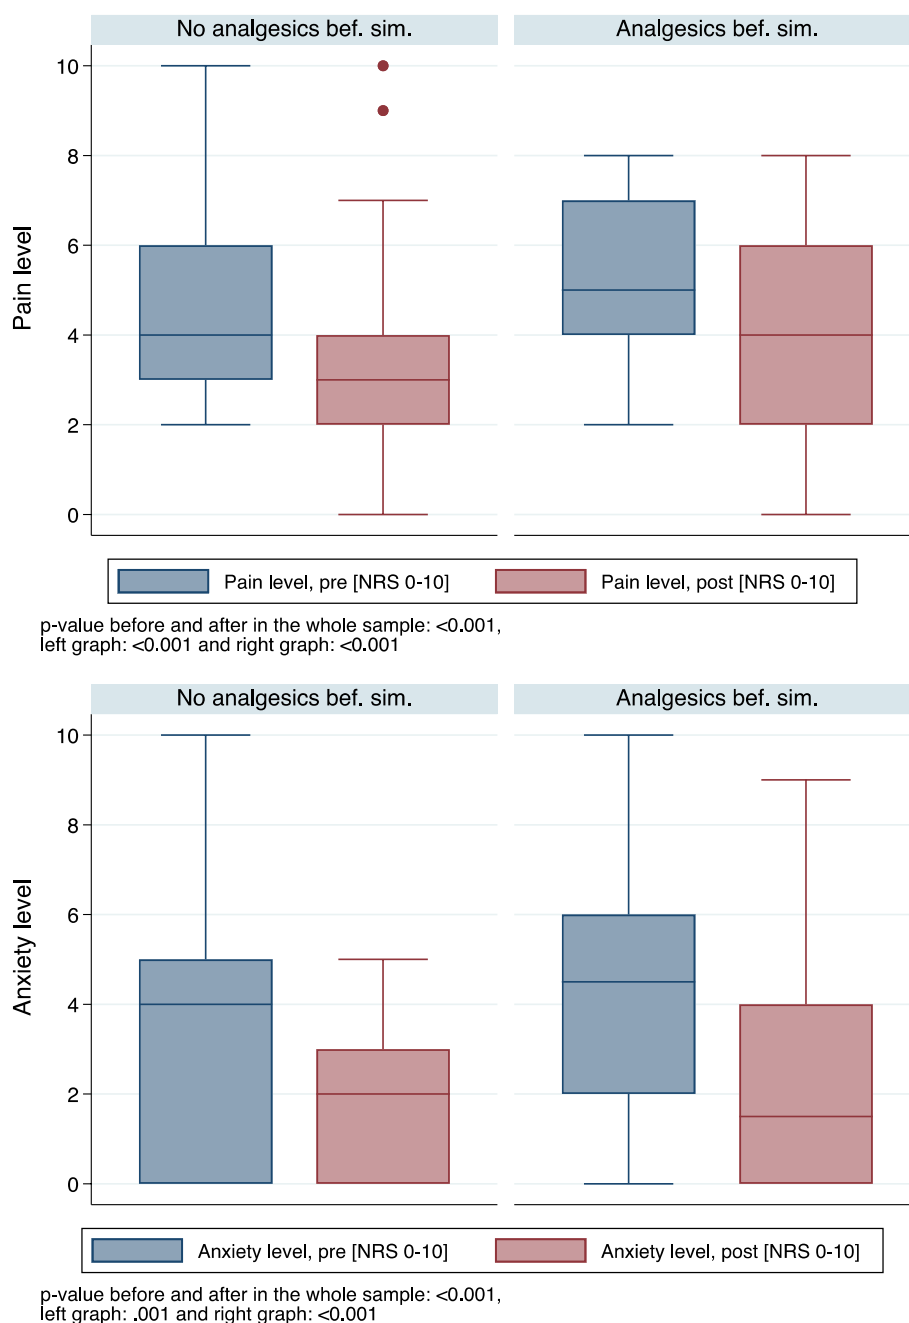 No analgesics bef. sim.
Analgesics bef. sim.
Pain level
10
8
6
4
2
0
Pain level, pre [NRS 0-10]
Pain level, post [NRS 0-10]
p-value before and after in the whole sample: <0.001,
left graph: <0.001 and right graph: <0.001
No analgesics bef. sim.
Analgesics bef. sim.
Anxiety level
10
8
6
4
2
0
Anxiety level, pre [NRS 0-10]
Anxiety level, post [NRS 0-10]
p-value before and after in the whole sample: <0.001,
left graph: .001 and right graph: <0.001